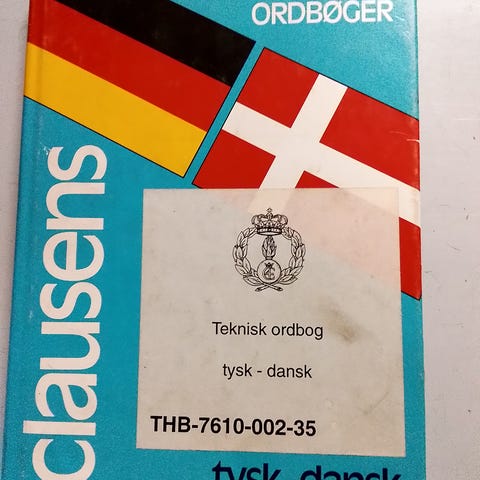 ORDBØGER
clausens
Teknisk ordbog
tysk - dansk
THB-7610-002-35
tysk dansk